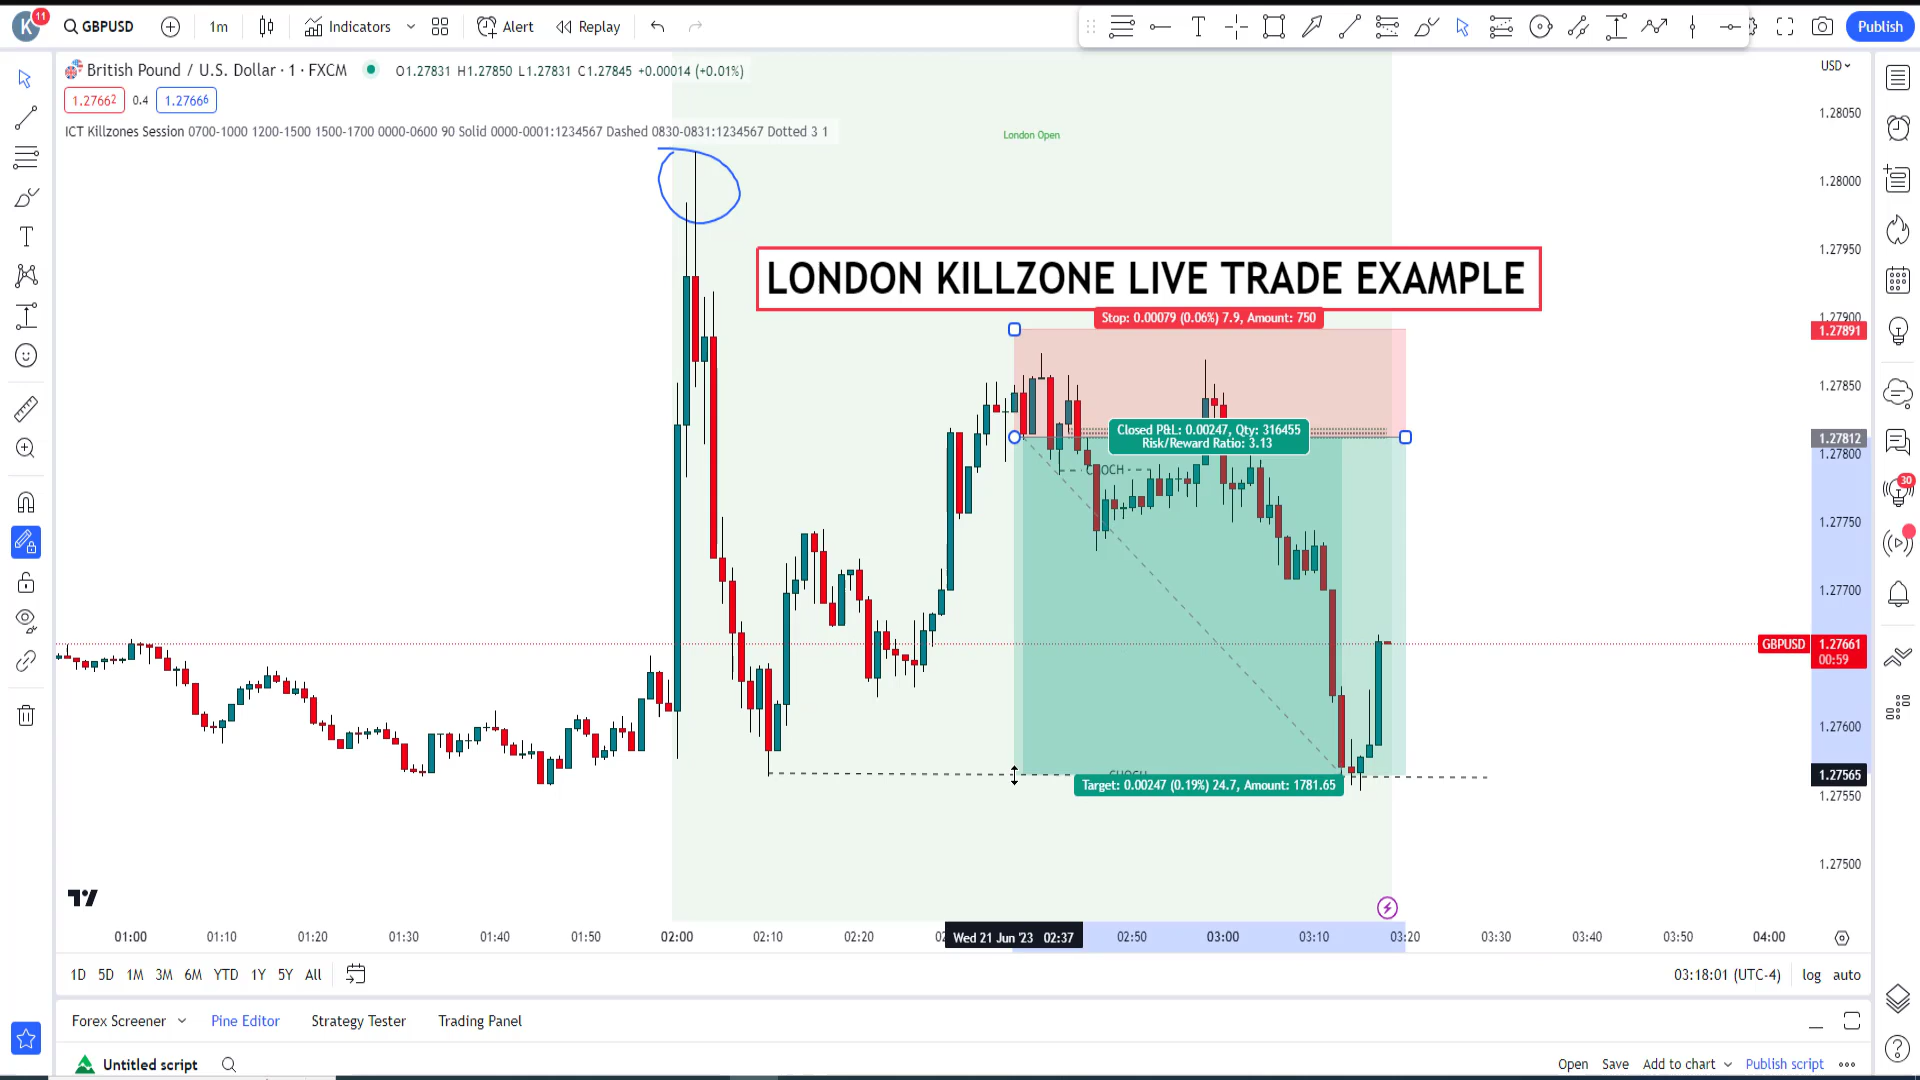 K 11 GBPUSD 1m Indicators Alert Replay Publish
British Pound / U.S. Dollar · 1 · FXCM O1.27831 H1.27850 L1.27831 C1.27845 +0.00014 (+0.01%) USD
1.27662 0.4 1.27666
ICT Killzones Session 0700-1000 1200-1500 1500-1700 0000-0600 90 Solid 0000-0001:1234567 Dashed 0830-0831:1234567 Dotted 3 1
London Open
LONDON KILLZONE LIVE TRADE EXAMPLE
Stop: 0.00079 (0.06%) 7.9, Amount: 750
Closed P&L: 0.00247, Qty: 316455
Risk/Reward Ratio: 3.13
Target: 0.00247 (0.19%) 24.7, Amount: 1781.65
1.28050
1.28000
1.27950
1.27900
1.27891
1.27850
1.27812
1.27800
1.27750
1.27700
GBPUSD 1.27661
00:59
1.27600
1.27565
1.27550
1.27500
30
01:00 01:10 01:20 01:30 01:40 01:50 02:00 02:10 02:20 Wed 21 Jun '23 02:37 02:50 03:00 03:10 03:20 03:30 03:40 03:50 04:00
1D 5D 1M 3M 6M YTD 1Y 5Y All 03:18:01 (UTC-4) log auto
Forex Screener Pine Editor Strategy Tester Trading Panel
Untitled script Open Save Add to chart Publish script